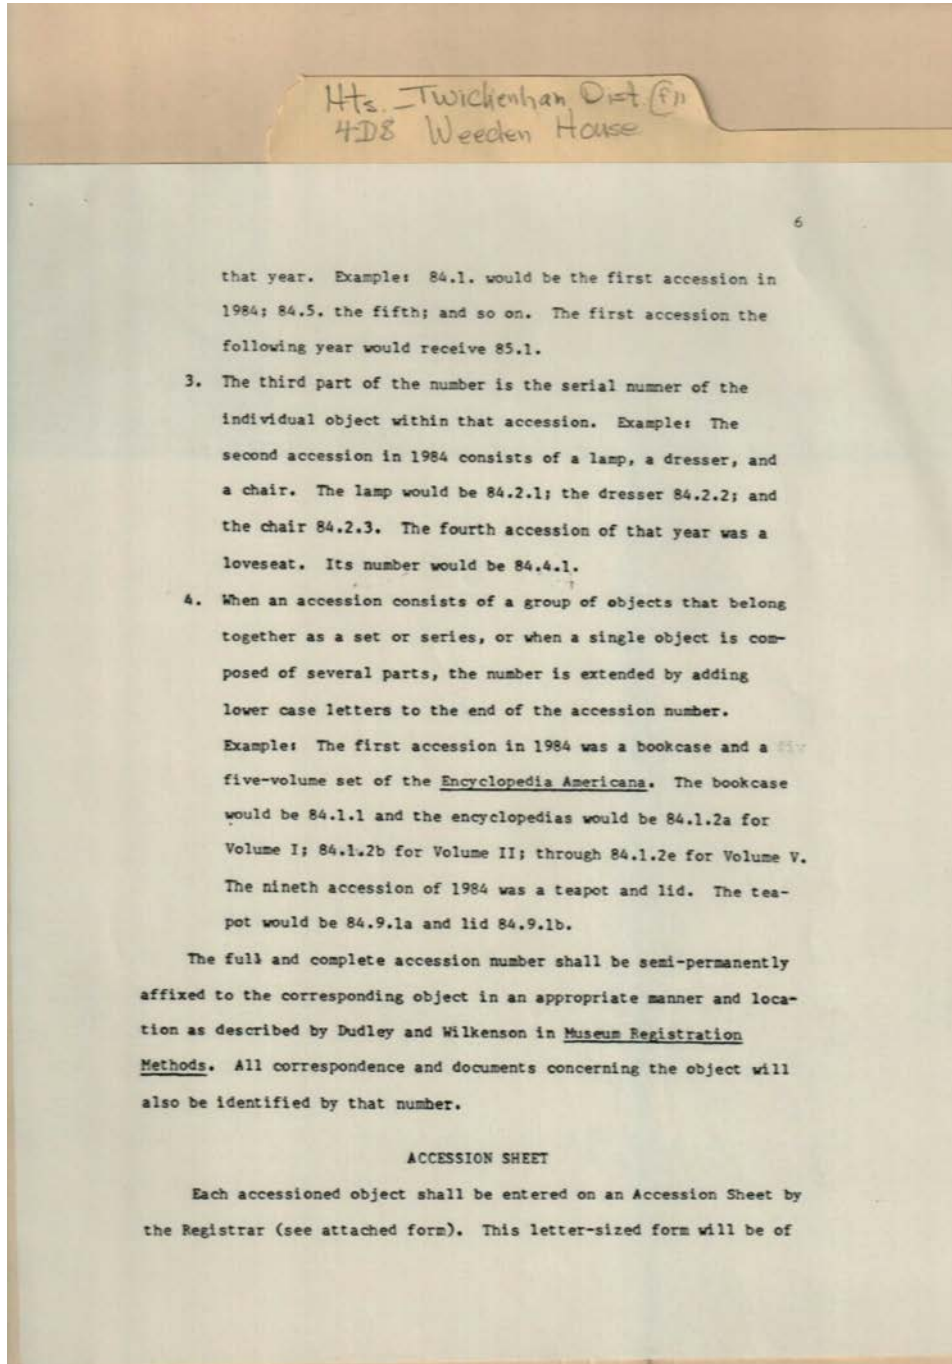 Hts. - Twickenhan Dist.
4-D8 Weeden House
6
that year. Example: 84.1. would be the first accession in
1984; 84.5. the fifth; and so on. The first accession the
following year would receive 85.1.
3. The third part of the number is the serial numner of the
individual object within that accession. Example: The
second accession in 1984 consists of a lamp, a dresser, and
a chair. The lamp would be 84.2.1; the dresser 84.2.2; and
the chair 84.2.3. The fourth accession of that year was a
loveseat. Its number would be 84.4.1.
4. When an accession consists of a group of objects that belong
together as a set or series, or when a single object is com-
posed of several parts, the number is extended by adding
lower case letters to the end of the accession number.
Example: The first accession in 1984 was a bookcase and a
five-volume set of the Encyclopedia Americana. The bookcase
would be 84.1.1 and the encyclopedias would be 84.1.2a for
Volume I; 84.1.2b for Volume II; through 84.1.2e for Volume V.
The nineth accession of 1984 was a teapot and lid. The tea-
pot would be 84.9.1a and lid 84.9.1b.
The full and complete accession number shall be semi-permanently
affixed to the corresponding object in an appropriate manner and loca-
tion as described by Dudley and Wilkenson in Museum Registration
Methods. All correspondence and documents concerning the object will
also be identified by that number.
ACCESSION SHEET
Each accessioned object shall be entered on an Accession Sheet by
the Registrar (see attached form). This letter-sized form will be of